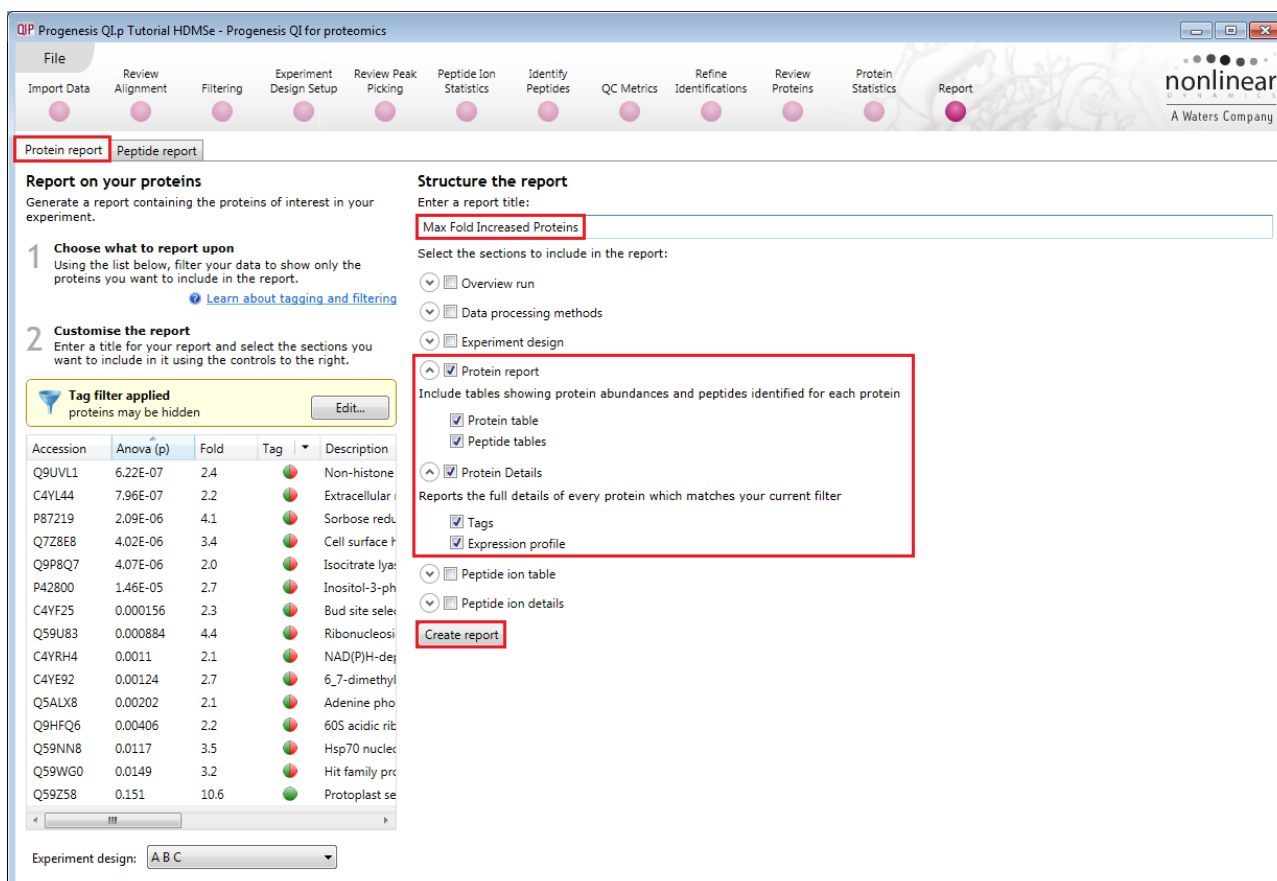 QIP Progenesis QI.p Tutorial HDMSe - Progenesis QI for proteomics
File
Import Data
Review Alignment
Filtering
Experiment Design Setup
Review Peak Picking
Peptide Ion Statistics
Identify Peptides
QC Metrics
Refine Identifications
Review Proteins
Protein Statistics
Report
nonlinear
DYNAMICS
A Waters Company
Protein report
Peptide report
Report on your proteins
Generate a report containing the proteins of interest in your
experiment.
1 Choose what to report upon
Using the list below, filter your data to show only the
proteins you want to include in the report.
Learn about tagging and filtering
2 Customise the report
Enter a title for your report and select the sections you
want to include in it using the controls to the right.
Tag filter applied
proteins may be hidden
Edit...
Accession Anova (p) Fold Tag Description
Q9UVL1 6.22E-07 2.4 Non-histone
C4YL44 7.96E-07 2.2 Extracellular
P87219 2.09E-06 4.1 Sorbose redu
Q7Z8E8 4.02E-06 3.4 Cell surface h
Q9P8Q7 4.07E-06 2.0 Isocitrate lyas
P42800 1.46E-05 2.7 Inositol-3-ph
C4YF25 0.000156 2.3 Bud site selec
Q59U83 0.000884 4.4 Ribonucleosi
C4YRH4 0.0011 2.1 NAD(P)H-dep
C4YE92 0.00124 2.7 6_7-dimethyl
Q5ALX8 0.00202 2.1 Adenine pho
Q9HFQ6 0.00406 2.2 60S acidic rib
Q59NN8 0.0117 3.5 Hsp70 nuclec
Q59WG0 0.0149 3.2 Hit family pro
Q59Z58 0.151 10.6 Protoplast se
Experiment design: A B C
Structure the report
Enter a report title:
Max Fold Increased Proteins
Select the sections to include in the report:
Overview run
Data processing methods
Experiment design
Protein report
Include tables showing protein abundances and peptides identified for each protein
Protein table
Peptide tables
Protein Details
Reports the full details of every protein which matches your current filter
Tags
Expression profile
Peptide ion table
Peptide ion details
Create report